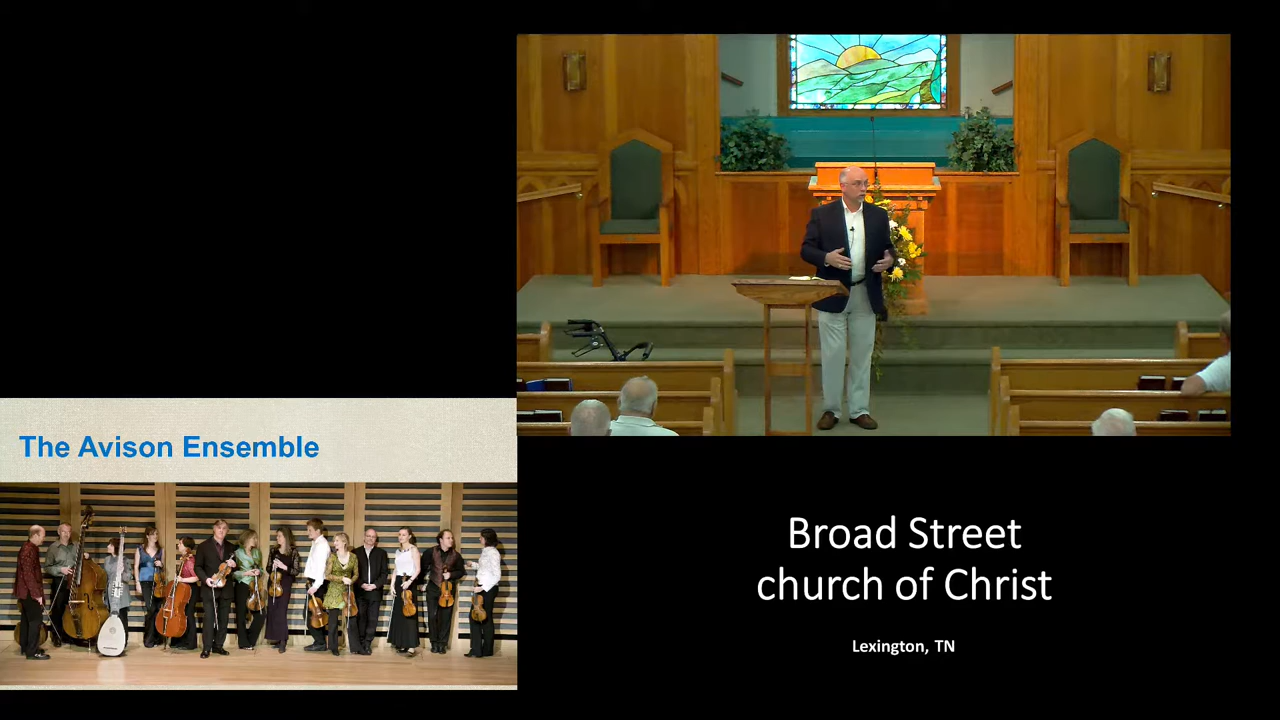 The Avison Ensemble
Broad Street
church of Christ
Lexington, TN